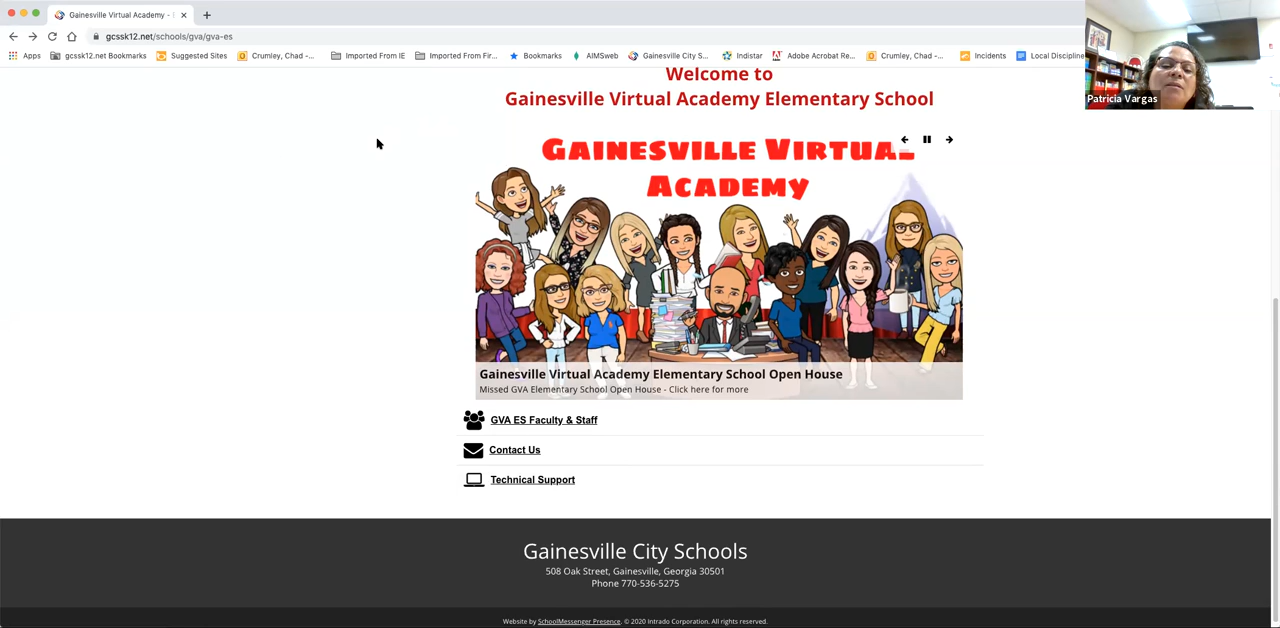 Gainesville Virtual Academy -
gcssk12.net/schools/gva/gva-es
Apps gcssk12.net Bookmarks Suggested Sites Crumley, Chad -... Imported From IE Imported From Fir... Bookmarks AIMSweb Gainesville City S... Indistar Adobe Acrobat Re... Crumley, Chad -... Incidents Local Discipline
Patricia Vargas
Welcome to
Gainesville Virtual Academy Elementary School
Gainesville Virtual
Academy
Gainesville Virtual Academy Elementary School Open House
Missed GVA Elementary School Open House - Click here for more
GVA ES Faculty & Staff
Contact Us
Technical Support
Gainesville City Schools
508 Oak Street, Gainesville, Georgia 30501
Phone 770-536-5275
Website by SchoolMessenger Presence. © 2020 Intrado Corporation. All rights reserved.